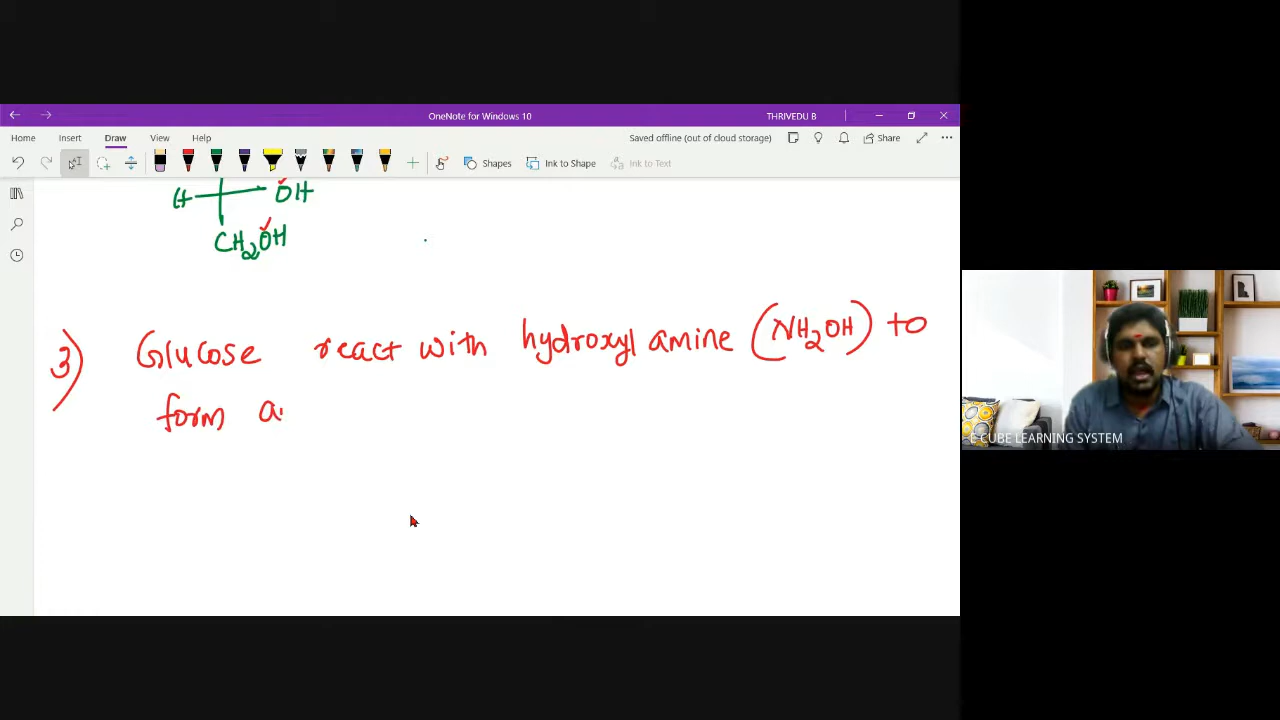 OneNote for Windows 10
THRIVEDU B
Home Insert Draw View Help
Saved offline (out of cloud storage)
Share
Shapes Ink to Shape Ink to Text
H OH
CH2OH
3) Glucose react with hydroxyl amine (NH2OH) to
form a
E CUBE LEARNING SYSTEM